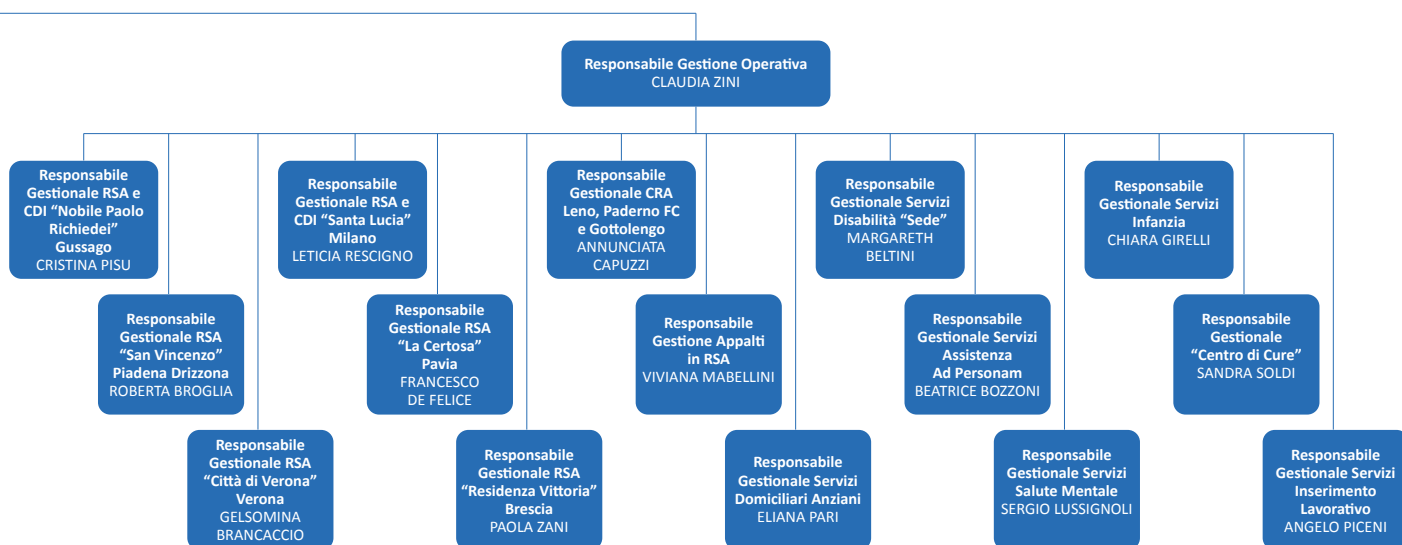 Responsabile Gestione Operativa
CLAUDIA ZINI
Responsabile
Gestionale RSA e
CDI “Nobile Paolo
Richiedei”
Gussago
CRISTINA PISU
Responsabile
Gestionale RSA e
CDI “Santa Lucia”
Milano
LETICIA RESCIGNO
Responsabile
Gestionale CRA
Leno, Paderno FC
e Gottolengo
ANNUNCIATA
CAPUZZI
Responsabile
Gestionale Servizi
Disabilità “Sede”
MARGARETH
BELTINI
Responsabile
Gestionale Servizi
Infanzia
CHIARA GIRELLI
Responsabile
Gestionale RSA
“San Vincenzo”
Piadena Drizzona
ROBERTA BROGLIA
Responsabile
Gestionale RSA
“La Certosa”
Pavia
FRANCESCO
DE FELICE
Responsabile
Gestione Appalti
in RSA
VIVIANA MABELLINI
Responsabile
Gestionale Servizi
Assistenza
Ad Personam
BEATRICE BOZZONI
Responsabile
Gestionale
“Centro di Cure”
SANDRA SOLDI
Responsabile
Gestionale RSA
“Città di Verona”
Verona
GELSOMINA
BRANCACCIO
Responsabile
Gestionale RSA
“Residenza Vittoria”
Brescia
PAOLA ZANI
Responsabile
Gestionale Servizi
Domiciliari Anziani
ELIANA PARI
Responsabile
Gestionale Servizi
Salute Mentale
SERGIO LUSSIGNOLI
Responsabile
Gestionale Servizi
Inserimento
Lavorativo
ANGELO PICENI